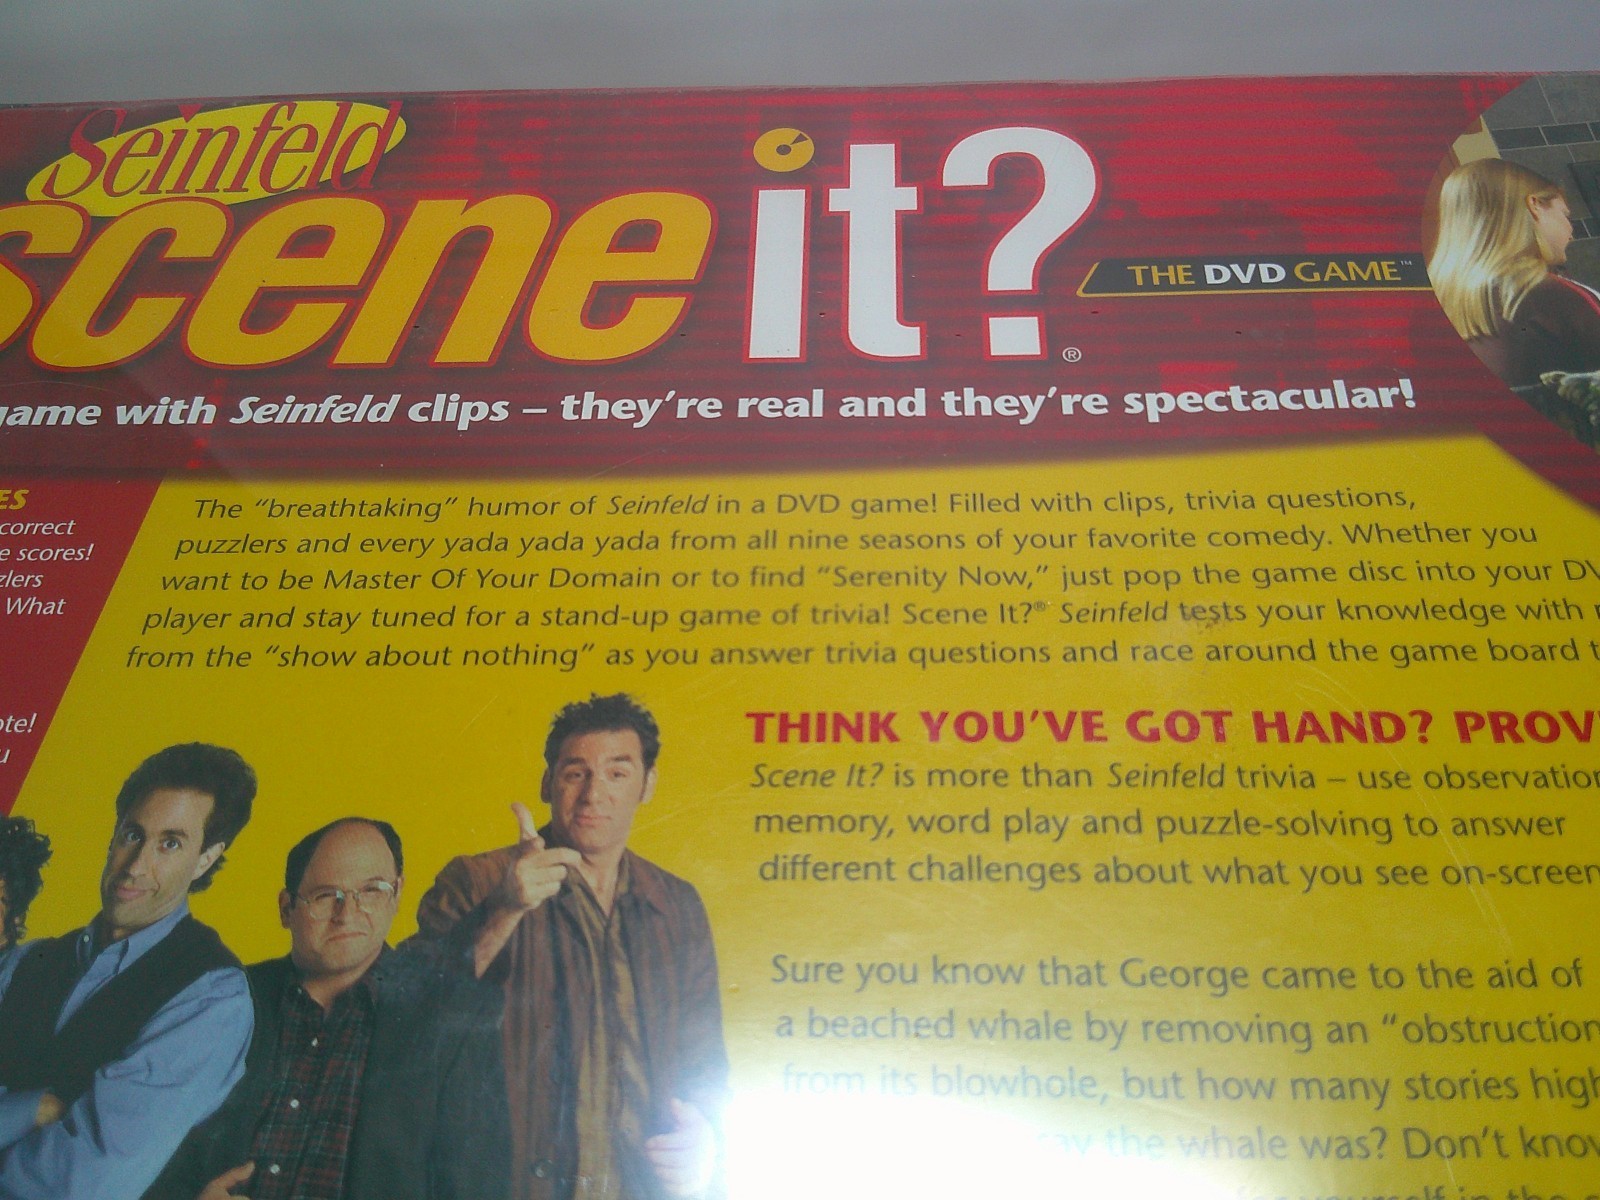 Seinfeld
scene it?
®
THE DVD GAME™
game with Seinfeld clips – they're real and they're spectacular!
ES
correct
e scores!
zlers
What
ote!
u
The "breathtaking" humor of Seinfeld in a DVD game! Filled with clips, trivia questions,
puzzlers and every yada yada yada from all nine seasons of your favorite comedy. Whether you
want to be Master Of Your Domain or to find "Serenity Now," just pop the game disc into your DV
player and stay tuned for a stand-up game of trivia! Scene It?® Seinfeld tests your knowledge with
from the "show about nothing" as you answer trivia questions and race around the game board t
THINK YOU'VE GOT HAND? PROV
Scene It? is more than Seinfeld trivia – use observation
memory, word play and puzzle-solving to answer
different challenges about what you see on-screen
Sure you know that George came to the aid of
a beached whale by removing an "obstruction
from its blowhole, but how many stories high
the whale was? Don't know